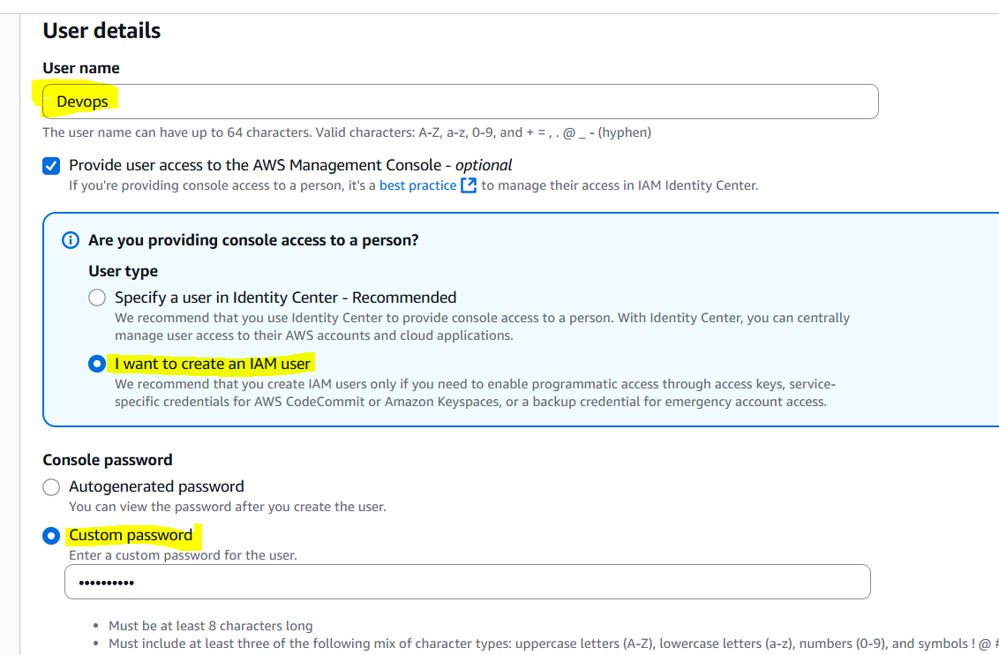 User details
User name
Devops
The user name can have up to 64 characters. Valid characters: A-Z, a-z, 0-9, and + = , . @ _ - (hyphen)
Provide user access to the AWS Management Console - optional
If you're providing console access to a person, it's a best practice to manage their access in IAM Identity Center.
Are you providing console access to a person?
User type
Specify a user in Identity Center - Recommended
We recommend that you use Identity Center to provide console access to a person. With Identity Center, you can centrally
manage user access to their AWS accounts and cloud applications.
I want to create an IAM user
We recommend that you create IAM users only if you need to enable programmatic access through access keys, service-
specific credentials for AWS CodeCommit or Amazon Keyspaces, or a backup credential for emergency account access.
Console password
Autogenerated password
You can view the password after you create the user.
Custom password
Enter a custom password for the user.
••••••••••
• Must be at least 8 characters long
• Must include at least three of the following mix of character types: uppercase letters (A-Z), lowercase letters (a-z), numbers (0-9), and symbols ! @ #